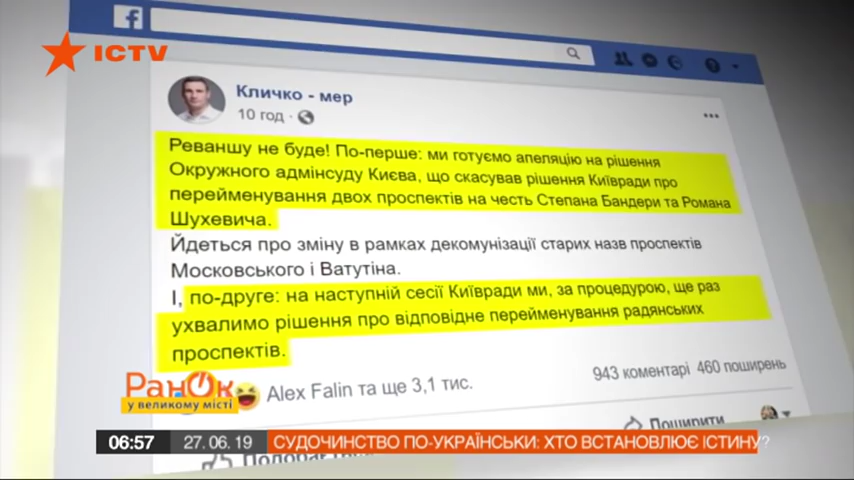 ICTV
Кличко - мер
10 год ·
Реваншу не буде! По-перше: ми готуємо апеляцію на рішення
Окружного адмінсуду Києва, що скасував рішення Київради про
перейменування двох проспектів на честь Степана Бандери та Романа
Шухевича.
Йдеться про зміну в рамках декомунізації старих назв проспектів
Московського і Ватутіна.
І, по-друге: на наступній сесії Київради ми, за процедурою, ще раз
ухвалимо рішення про відповідне перейменування радянських
проспектів.
Alex Falin та ще 3,1 тис.
943 коментарі 460 поширень
Поширити
Ранок
у великому місті
06:57 27.06.19 СУДОЧИНСТВО ПО-УКРАЇНСЬКИ: ХТО ВСТАНОВЛЮЄ ІСТИНУ?